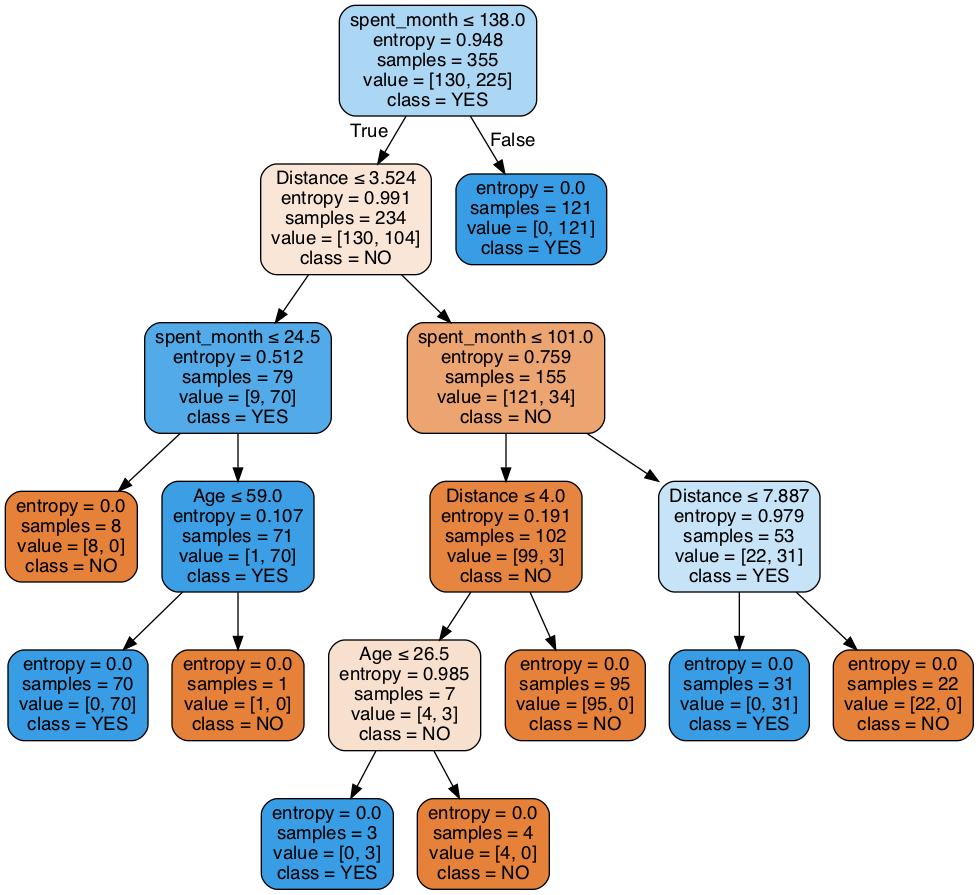 spent_month ≤ 138.0
entropy = 0.948
samples = 355
value = [130, 225]
class = YES
True
False
Distance ≤ 3.524
entropy = 0.991
samples = 234
value = [130, 104]
class = NO
entropy = 0.0
samples = 121
value = [0, 121]
class = YES
spent_month ≤ 24.5
entropy = 0.512
samples = 79
value = [9, 70]
class = YES
spent_month ≤ 101.0
entropy = 0.759
samples = 155
value = [121, 34]
class = NO
entropy = 0.0
samples = 8
value = [8, 0]
class = NO
Age ≤ 59.0
entropy = 0.107
samples = 71
value = [1, 70]
class = YES
Distance ≤ 4.0
entropy = 0.191
samples = 102
value = [99, 3]
class = NO
Distance ≤ 7.887
entropy = 0.979
samples = 53
value = [22, 31]
class = YES
entropy = 0.0
samples = 70
value = [0, 70]
class = YES
entropy = 0.0
samples = 1
value = [1, 0]
class = NO
Age ≤ 26.5
entropy = 0.985
samples = 7
value = [4, 3]
class = NO
entropy = 0.0
samples = 95
value = [95, 0]
class = NO
entropy = 0.0
samples = 31
value = [0, 31]
class = YES
entropy = 0.0
samples = 22
value = [22, 0]
class = NO
entropy = 0.0
samples = 3
value = [0, 3]
class = YES
entropy = 0.0
samples = 4
value = [4, 0]
class = NO